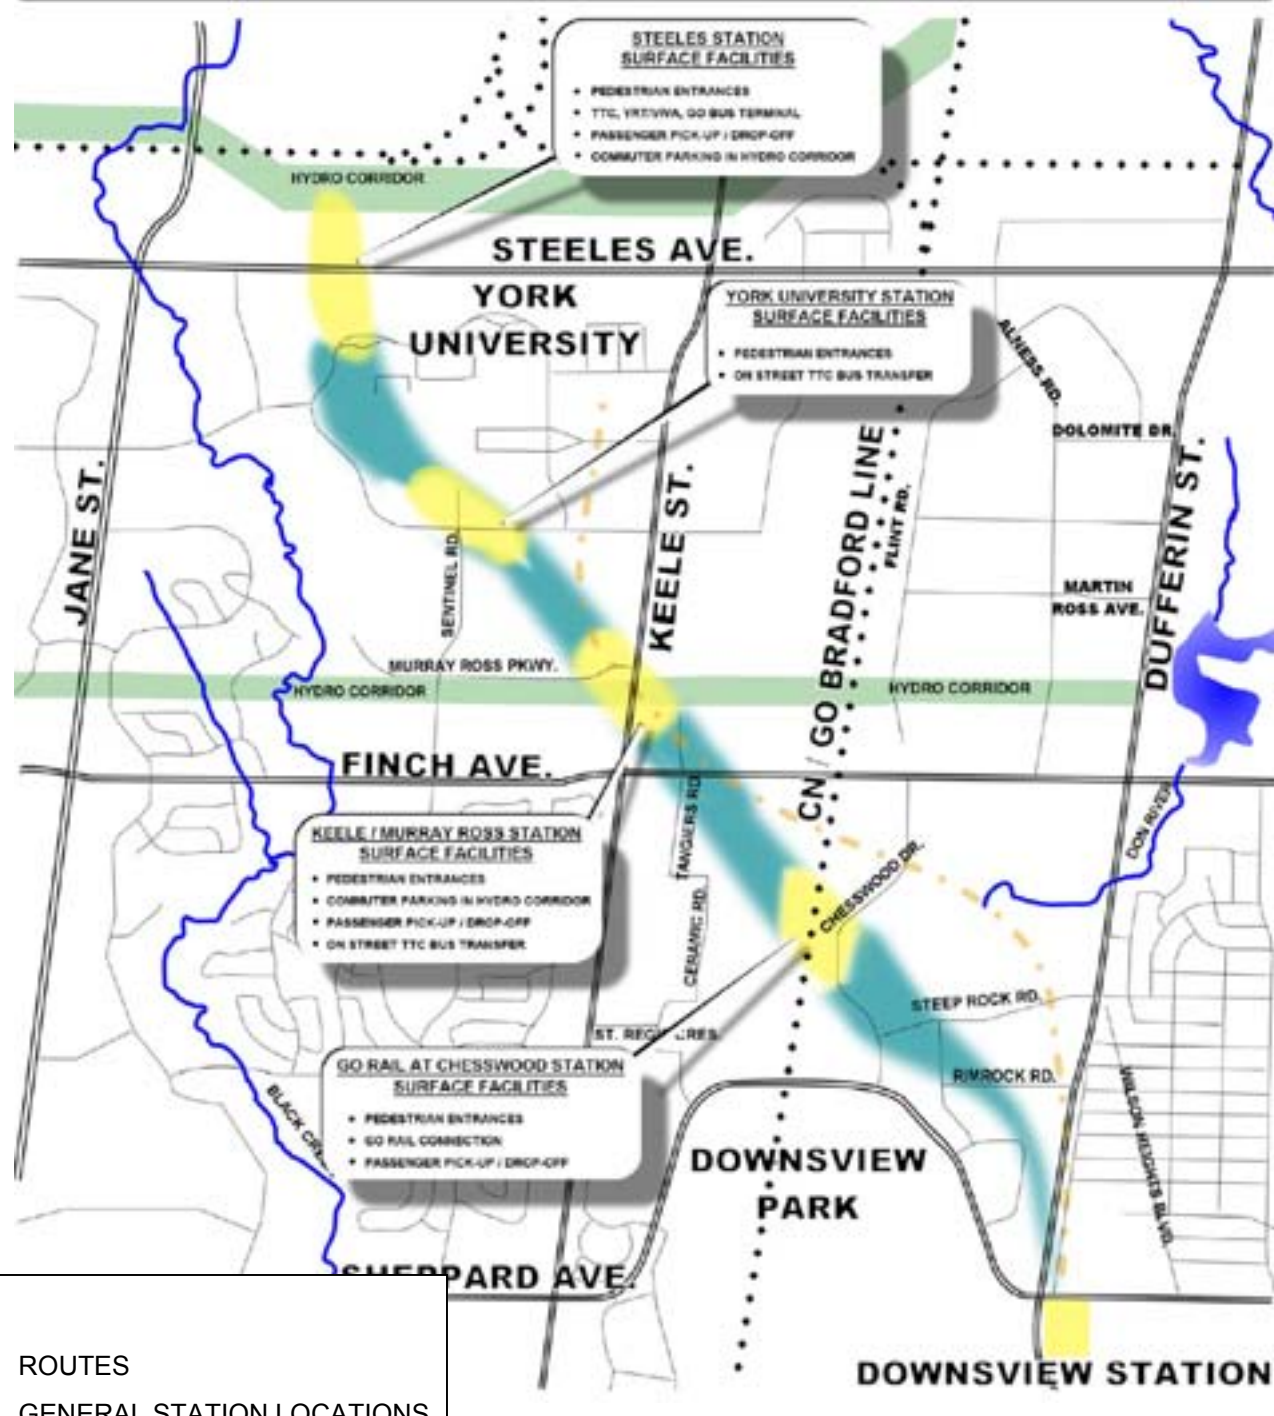 STEELES STATION
SURFACE FACILITIES
• PEDESTRIAN ENTRANCES
• TTC, YRT/VIVA, GO BUS TERMINAL
• PASSENGER PICK-UP / DROP-OFF
• COMMUTER PARKING IN HYDRO CORRIDOR
HYDRO CORRIDOR
STEELES AVE.
YORK
UNIVERSITY
YORK UNIVERSITY STATION
SURFACE FACILITIES
• PEDESTRIAN ENTRANCES
• ON STREET TTC BUS TRANSFER
ALNESS RD.
DOLOMITE DR.
JANE ST.
KEELE ST.
CN / GO BRADFORD LINE
FLINT RD.
DUFFERIN ST.
SENTINEL RD.
MARTIN
ROSS AVE.
MURRAY ROSS PKWY.
HYDRO CORRIDOR
HYDRO CORRIDOR
FINCH AVE.
TANGIERS RD.
DON RIVER
KEELE / MURRAY ROSS STATION
SURFACE FACILITIES
• PEDESTRIAN ENTRANCES
• COMMUTER PARKING IN HYDRO CORRIDOR
• PASSENGER PICK-UP / DROP-OFF
• ON STREET TTC BUS TRANSFER
CHESSWOOD DR.
CERAMIC RD.
STEEP ROCK RD.
ST.
RIMROCK RD.
GO RAIL AT CHESSWOOD STATION
SURFACE FACILITIES
• PEDESTRIAN ENTRANCES
• GO RAIL CONNECTION
• PASSENGER PICK-UP / DROP-OFF
BLACK
WILSON HEIGHTS BLVD.
DOWNSVIEW
PARK
SHEPPARD AVE.
DOWNSVIEW STATION
ROUTES
GENERAL STATION LOCATIONS